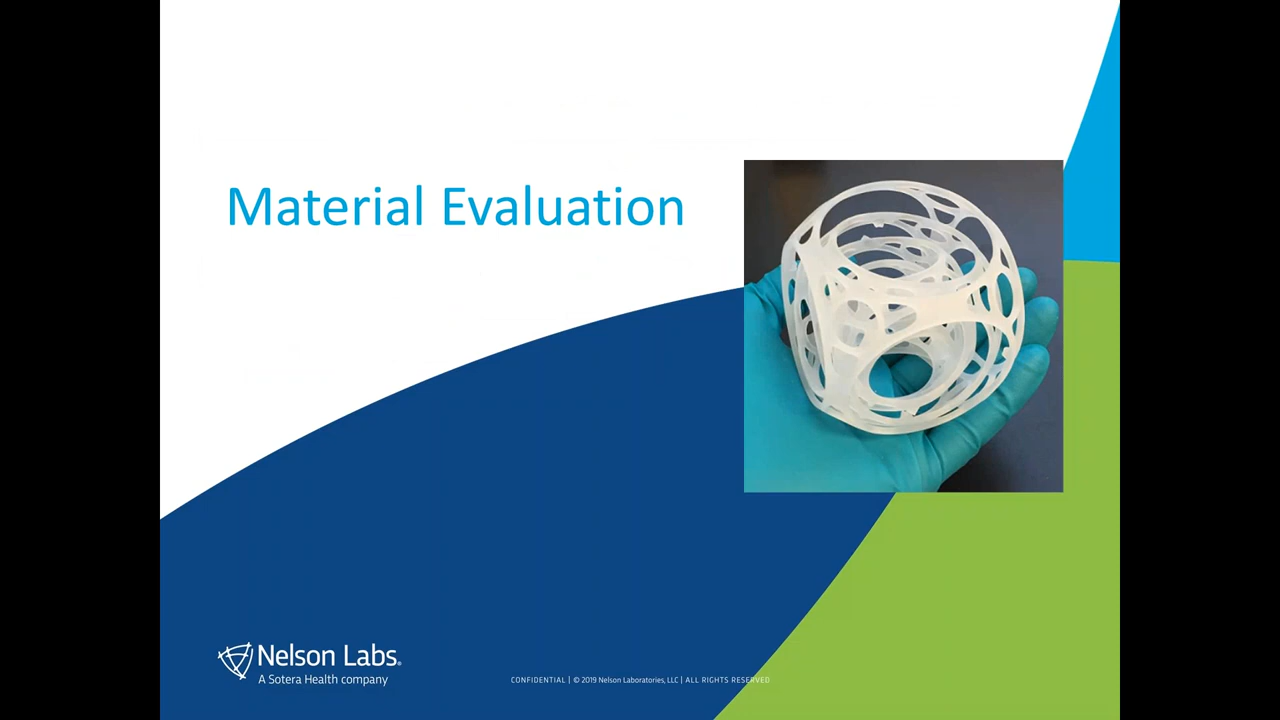 Material Evaluation
Nelson Labs®
A Sotera Health company
CONFIDENTIAL | © 2019 Nelson Laboratories, LLC | ALL RIGHTS RESERVED